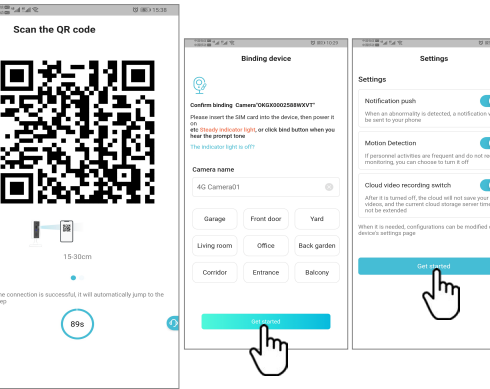 15:38
Scan the QR code
15-30cm
he connection is successful, it will automatically jump to the
ep
89s
10:29
Binding device
Confirm binding Camera"OKGX0002588WXVT"
Please insert the SIM card into the device, power it
on
etc Steady Indicator light, or click bind button when you
hear the prompt tone
The indicator light is off?
Camera name
4G Camera01
Garage
Front door
Yard
Living room
Office
Back garden
Corridor
Entrance
Balcony
Get started
Settings
Settings
Notification push
When an abnormality is detected, a notification w
be sent to your phone
Motion Detection
If personnel activities are frequent and do not re
monitoring, you can choose to turn it off
Cloud video recording switch
After it is turned off, the cloud will not save your
videos, and the current cloud storage server time
not be extended
When it is needed, configurations can be modified
device's settings page
Get started